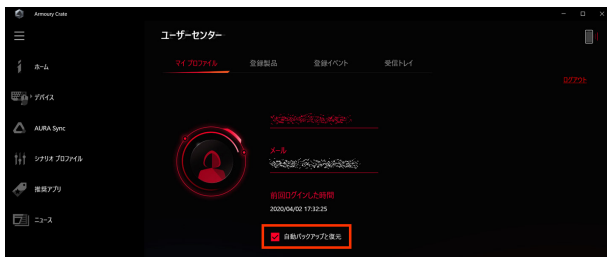 Armoury Crate
ユーザーセンター
マイ プロファイル
登録製品
登録イベント
受信トレイ
ログアウト
ホーム
デバイス
AURA Sync
シナリオ プロファイル
推奨アプリ
ニュース
メール
前回ログインした時間
2020/04/02 17:32:25
自動バックアップと復元